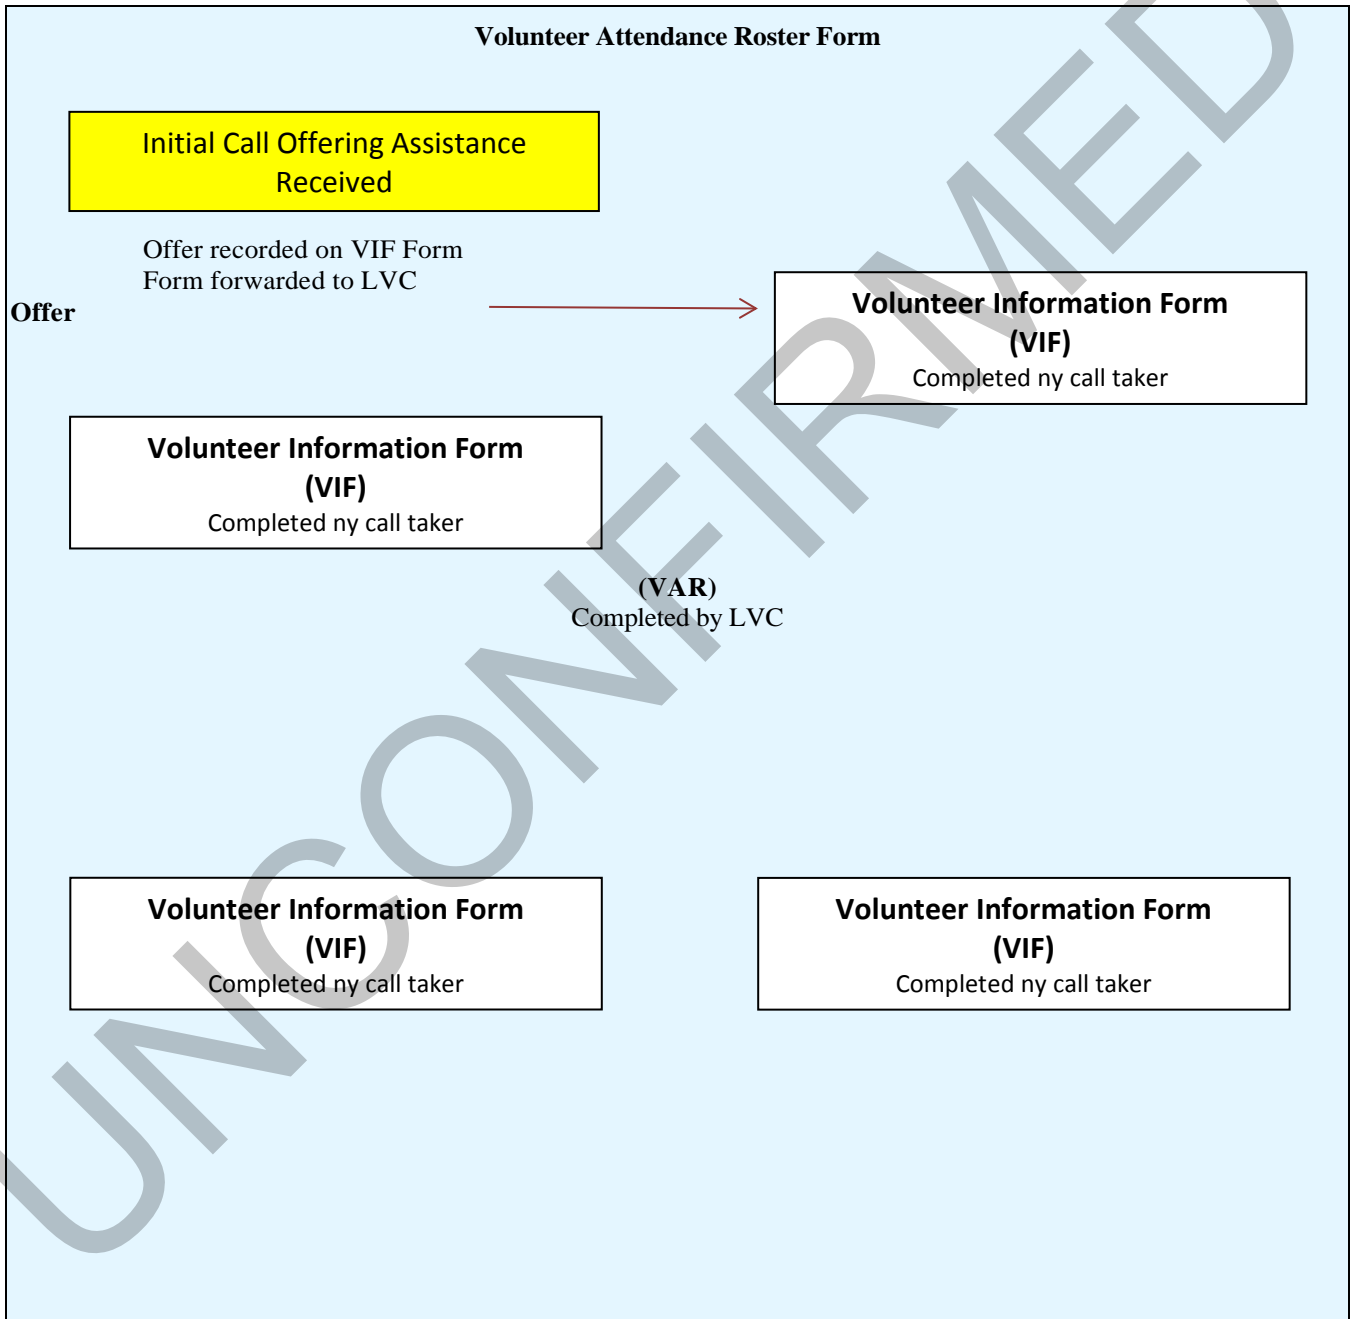 Volunteer Attendance Roster Form
Initial Call Offering Assistance
Received
Offer recorded on VIF Form
Form forwarded to LVC
Offer
Volunteer Information Form
(VIF)
Completed ny call taker
Volunteer Information Form
(VIF)
Completed ny call taker
(VAR)
Completed by LVC
Volunteer Information Form
(VIF)
Completed ny call taker
Volunteer Information Form
(VIF)
Completed ny call taker
UNCONFIRMED